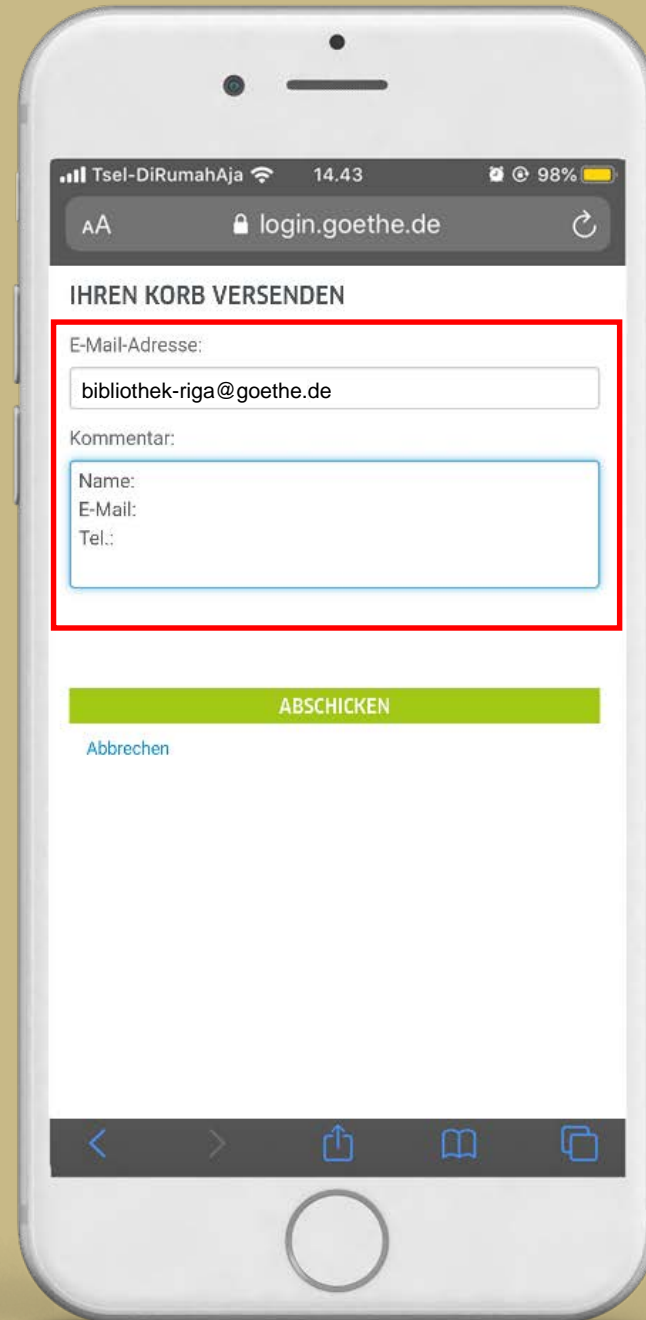 Tsel-DiRumahAja 14.43 98%
AA login.goethe.de
IHREN KORB VERSENDEN
E-Mail-Adresse:
bibliothek-riga@goethe.de
Kommentar:
Name:
E-Mail:
Tel.:
ABSCHICKEN
Abbrechen